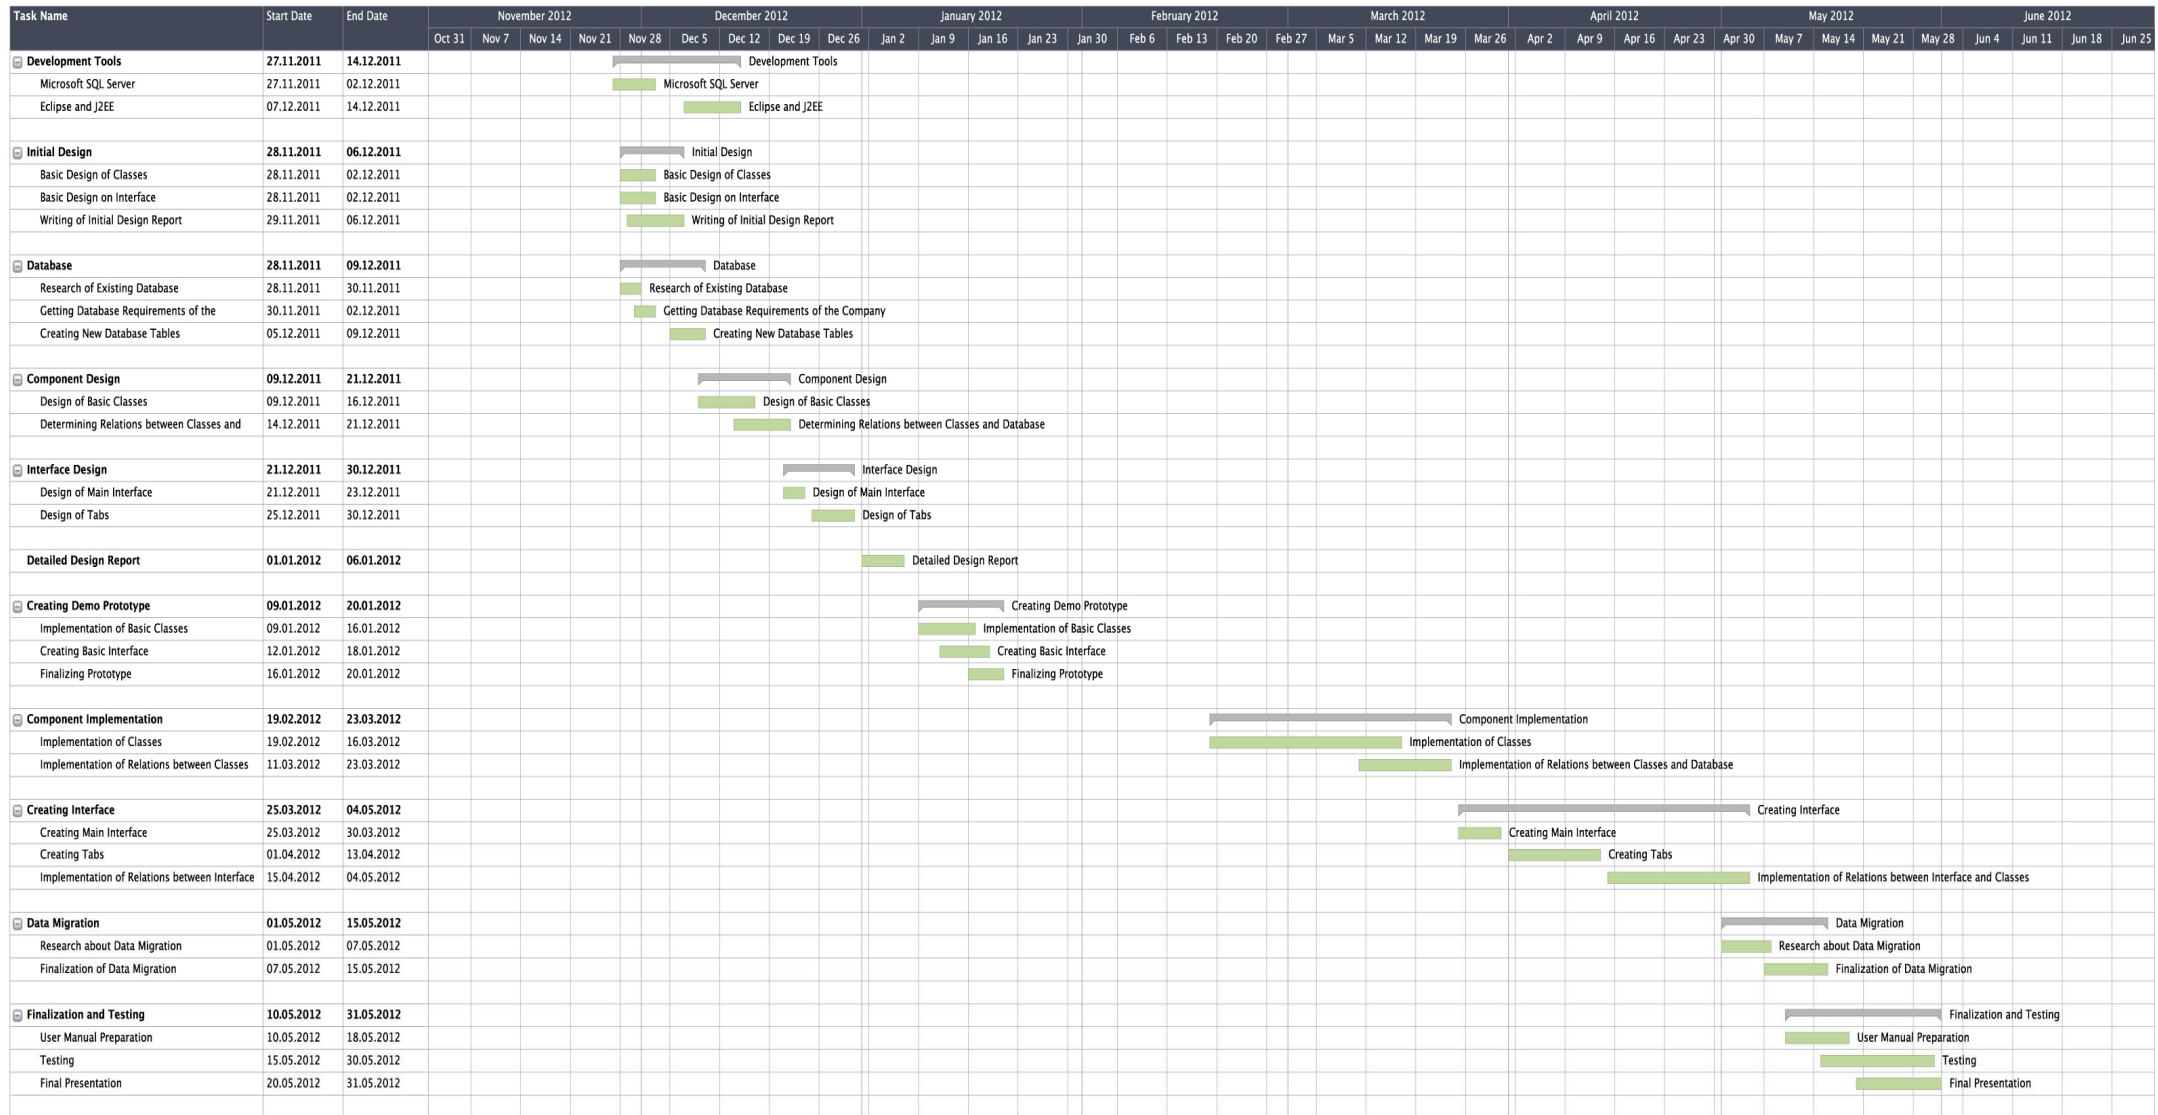 Task Name Start Date End Date November 2012 December 2012 January 2012 February 2012 March 2012 April 2012 May 2012 June 2012
Oct 31 Nov 7 Nov 14 Nov 21 Nov 28 Dec 5 Dec 12 Dec 19 Dec 26 Jan 2 Jan 9 Jan 16 Jan 23 Jan 30 Feb 6 Feb 13 Feb 20 Feb 27 Mar 5 Mar 12 Mar 19 Mar 26 Apr 2 Apr 9 Apr 16 Apr 23 Apr 30 May 7 May 14 May 21 May 28 Jun 4 Jun 11 Jun 18 Jun 25
Development Tools 27.11.2011 14.12.2011 Development Tools
Microsoft SQL Server 27.11.2011 02.12.2011 Microsoft SQL Server
Eclipse and J2EE 07.12.2011 14.12.2011 Eclipse and J2EE
Initial Design 28.11.2011 06.12.2011 Initial Design
Basic Design of Classes 28.11.2011 02.12.2011 Basic Design of Classes
Basic Design on Interface 28.11.2011 02.12.2011 Basic Design on Interface
Writing of Initial Design Report 29.11.2011 06.12.2011 Writing of Initial Design Report
Database 28.11.2011 09.12.2011 Database
Research of Existing Database 28.11.2011 30.11.2011 Research of Existing Database
Getting Database Requirements of the 30.11.2011 02.12.2011 Getting Database Requirements of the Company
Creating New Database Tables 05.12.2011 09.12.2011 Creating New Database Tables
Component Design 09.12.2011 21.12.2011 Component Design
Design of Basic Classes 09.12.2011 16.12.2011 Design of Basic Classes
Determining Relations between Classes and 14.12.2011 21.12.2011 Determining Relations between Classes and Database
Interface Design 21.12.2011 30.12.2011 Interface Design
Design of Main Interface 21.12.2011 23.12.2011 Design of Main Interface
Design of Tabs 25.12.2011 30.12.2011 Design of Tabs
Detailed Design Report 01.01.2012 06.01.2012 Detailed Design Report
Creating Demo Prototype 09.01.2012 20.01.2012 Creating Demo Prototype
Implementation of Basic Classes 09.01.2012 16.01.2012 Implementation of Basic Classes
Creating Basic Interface 12.01.2012 18.01.2012 Creating Basic Interface
Finalizing Prototype 16.01.2012 20.01.2012 Finalizing Prototype
Component Implementation 19.02.2012 23.03.2012 Component Implementation
Implementation of Classes 19.02.2012 16.03.2012 Implementation of Classes
Implementation of Relations between Classes 11.03.2012 23.03.2012 Implementation of Relations between Classes and Database
Creating Interface 25.03.2012 04.05.2012 Creating Interface
Creating Main Interface 25.03.2012 30.03.2012 Creating Main Interface
Creating Tabs 01.04.2012 13.04.2012 Creating Tabs
Implementation of Relations between Interface 15.04.2012 04.05.2012 Implementation of Relations between Interface and Classes
Data Migration 01.05.2012 15.05.2012 Data Migration
Research about Data Migration 01.05.2012 07.05.2012 Research about Data Migration
Finalization of Data Migration 07.05.2012 15.05.2012 Finalization of Data Migration
Finalization and Testing 10.05.2012 31.05.2012 Finalization and Testing
User Manual Preparation 10.05.2012 18.05.2012 User Manual Preparation
Testing 15.05.2012 30.05.2012 Testing
Final Presentation 20.05.2012 31.05.2012 Final Presentation